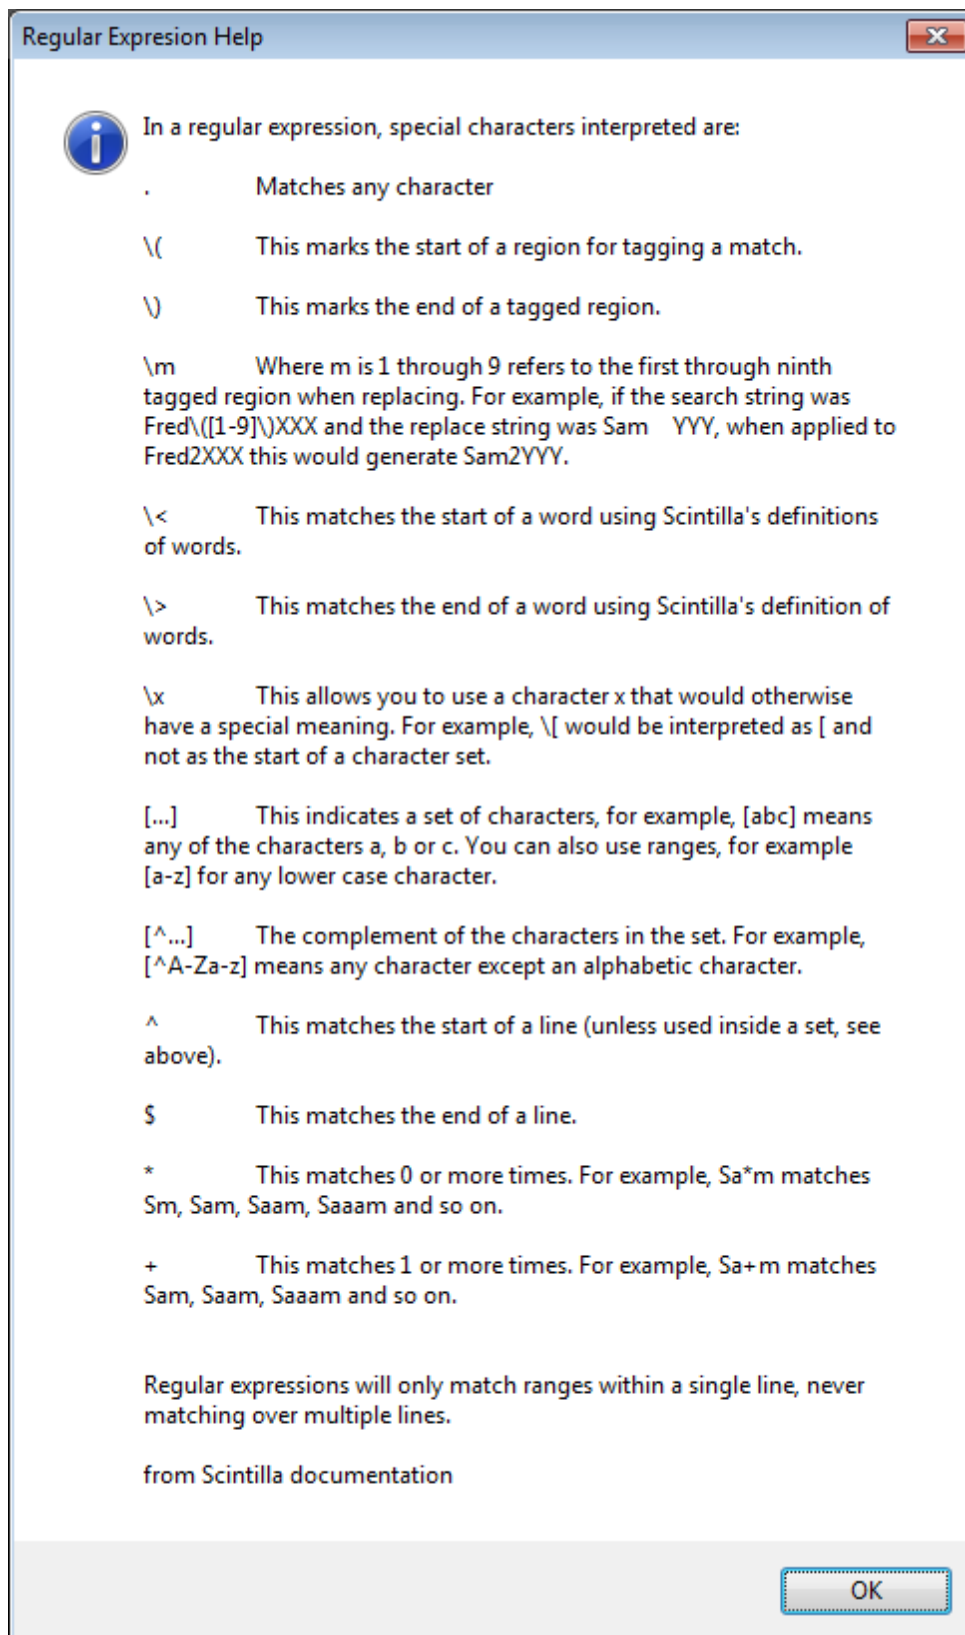 Regular Expresion Help
In a regular expression, special characters interpreted are:
. Matches any character
\( This marks the start of a region for tagging a match.
\) This marks the end of a tagged region.
\m Where m is 1 through 9 refers to the first through ninth
tagged region when replacing. For example, if the search string was
Fred\([1-9]\)XXX and the replace string was Sam YYY, when applied to
Fred2XXX this would generate Sam2YYY.
\< This matches the start of a word using Scintilla's definitions
of words.
\> This matches the end of a word using Scintilla's definition of
words.
\x This allows you to use a character x that would otherwise
have a special meaning. For example, \[ would be interpreted as [ and
not as the start of a character set.
[...] This indicates a set of characters, for example, [abc] means
any of the characters a, b or c. You can also use ranges, for example
[a-z] for any lower case character.
[^...] The complement of the characters in the set. For example,
[^A-Za-z] means any character except an alphabetic character.
^ This matches the start of a line (unless used inside a set, see
above).
$ This matches the end of a line.
* This matches 0 or more times. For example, Sa*m matches
Sm, Sam, Saam, Saaam and so on.
+ This matches 1 or more times. For example, Sa+m matches
Sam, Saam, Saaam and so on.
Regular expressions will only match ranges within a single line, never
matching over multiple lines.
from Scintilla documentation
OK